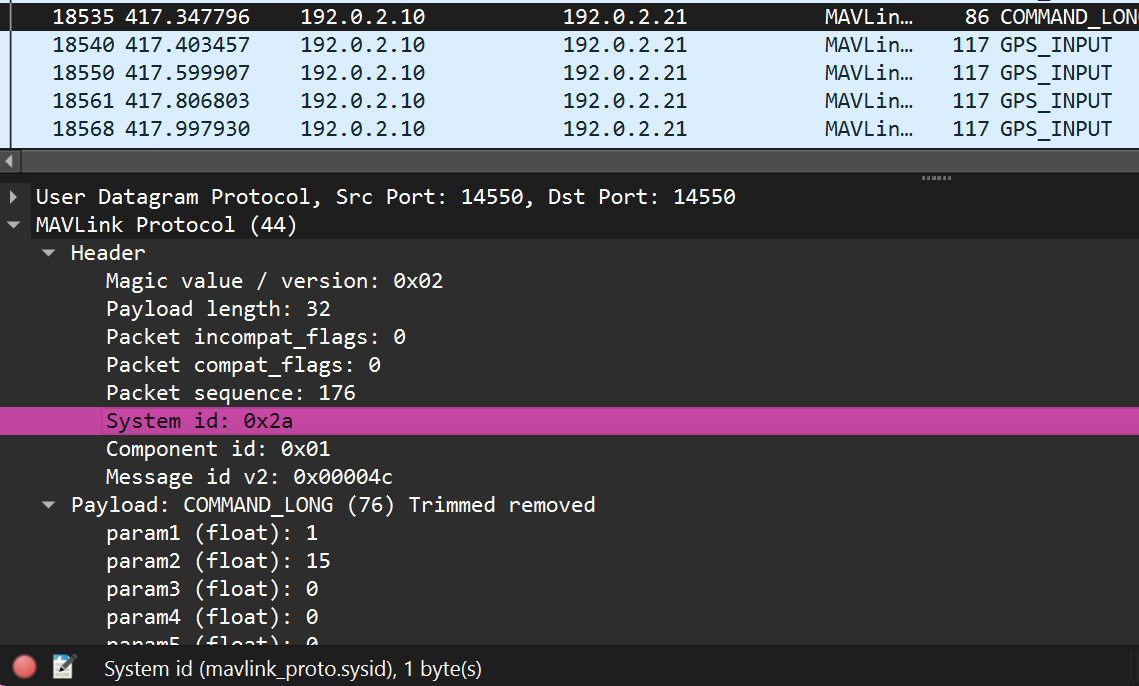 18535 417.347796 192.0.2.10 192.0.2.21 MAVLin… 86 COMMAND_LON
18540 417.403457 192.0.2.10 192.0.2.21 MAVLin… 117 GPS_INPUT
18550 417.599907 192.0.2.10 192.0.2.21 MAVLin… 117 GPS_INPUT
18561 417.806803 192.0.2.10 192.0.2.21 MAVLin… 117 GPS_INPUT
18568 417.997930 192.0.2.10 192.0.2.21 MAVLin… 117 GPS_INPUT
User Datagram Protocol, Src Port: 14550, Dst Port: 14550
MAVLink Protocol (44)
Header
Magic value / version: 0x02
Payload length: 32
Packet incompat_flags: 0
Packet compat_flags: 0
Packet sequence: 176
System id: 0x2a
Component id: 0x01
Message id v2: 0x00004c
Payload: COMMAND_LONG (76) Trimmed removed
param1 (float): 1
param2 (float): 15
param3 (float): 0
param4 (float): 0
param5 (float): 0
System id (mavlink_proto.sysid), 1 byte(s)